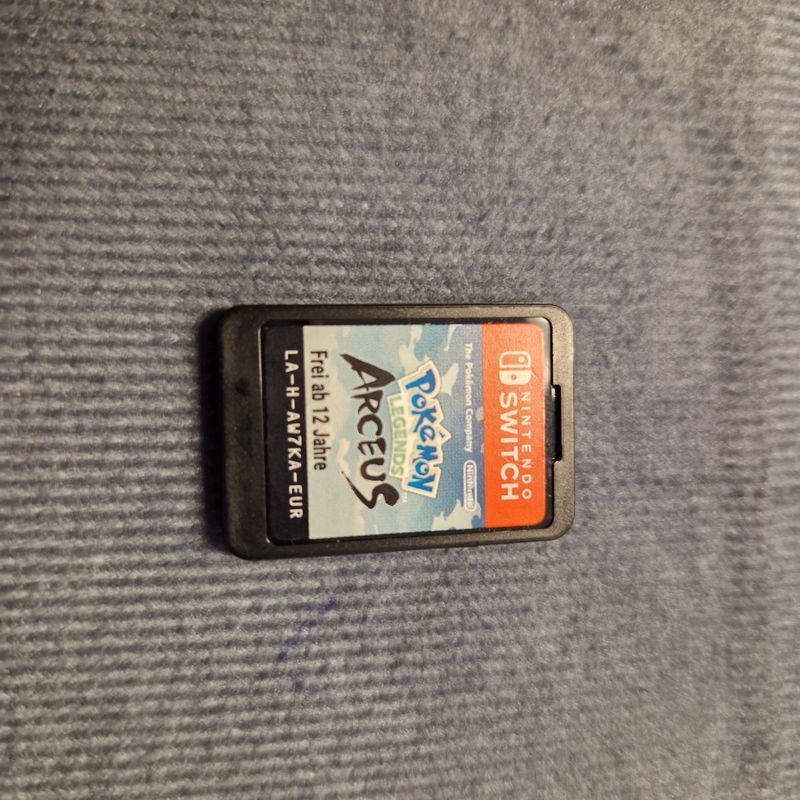 NINTENDO
SWITCH
The Pokémon Company
Nintendo
POKéMON
LEGENDS
ARCEUS
Frei ab 12 Jahre
LA-H-AW7KA-EUR